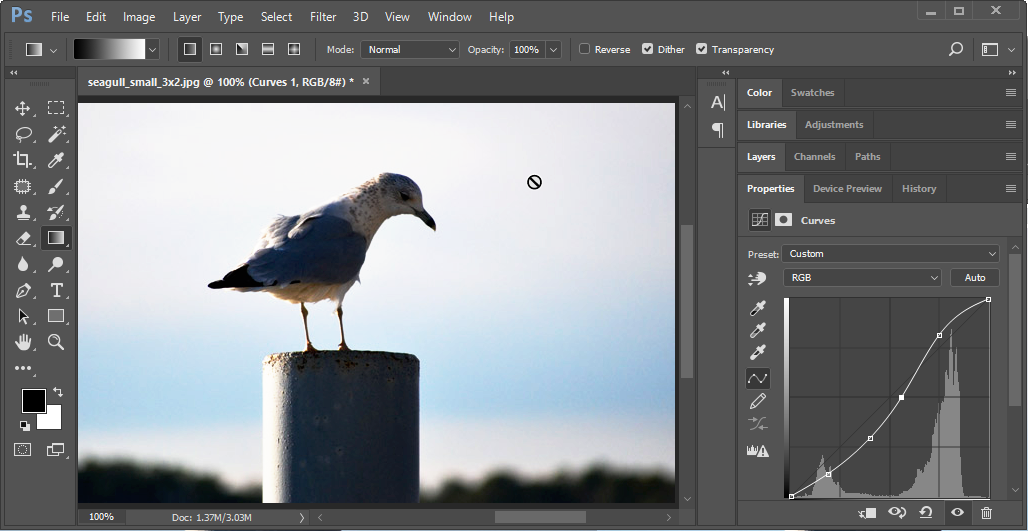 Ps File Edit Image Layer Type Select Filter 3D View Window Help
Mode: Normal Opacity: 100% Reverse Dither Transparency
seagull_small_3x2.jpg @ 100% (Curves 1, RGB/8#) *
Color Swatches
Libraries Adjustments
Layers Channels Paths
Properties Device Preview History
Curves
Preset: Custom
RGB Auto
100% Doc: 1.37M/3.03M